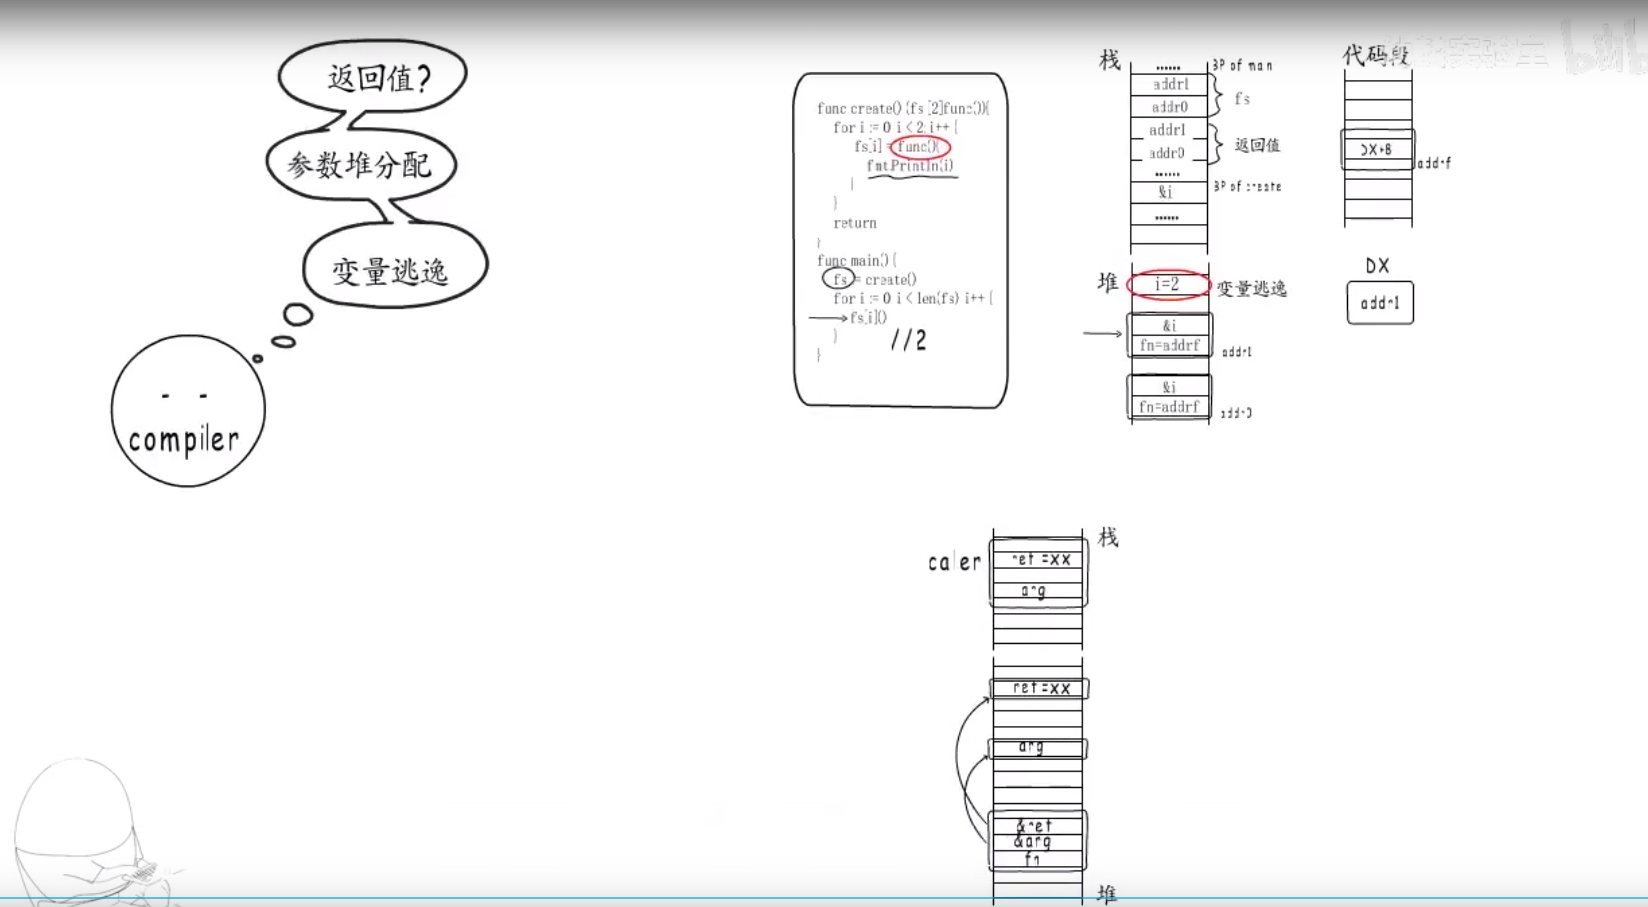 返回值?
参数堆分配
变量逃逸
compiler
func create() (fs [2]func()){
for i := 0 i < 2; i++ {
fs[i] = func(){
fmt.Println(i)
}
}
return
}
func main() {
fs = create()
for i := 0 i < len(fs) i++ {
fs[i]()
}
}
//2
栈
......
BP of man
addr1
addr0
fs
addr1
addr0
返回值
......
&i
BP of create
......
堆
i=2
变量逃逸
&i
fn=addrf
addr1
&i
fn=addrf
addr0
代码段
DX+8
addrf
DX
addr1
caler
栈
ret =xx
arg
ret =xx
arg
&ret
&arg
fn
堆